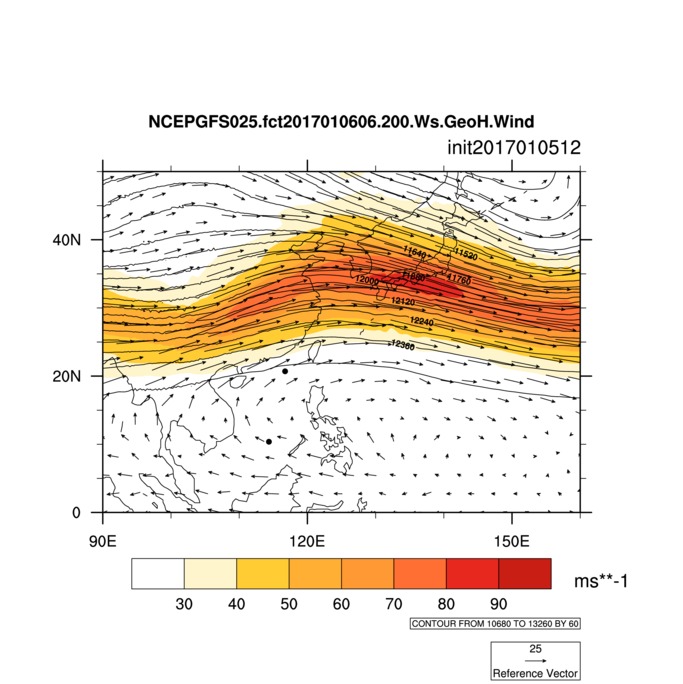 NCEPGFS025.fct2017010606.200.Ws.GeoH.Wind
init2017010512
40N
20N
0
11640
11520
11880
11760
12000
12120
12240
12360
90E
120E
150E
30 40 50 60 70 80 90
ms**-1
CONTOUR FROM 10680 TO 13260 BY 60
25
Reference Vector